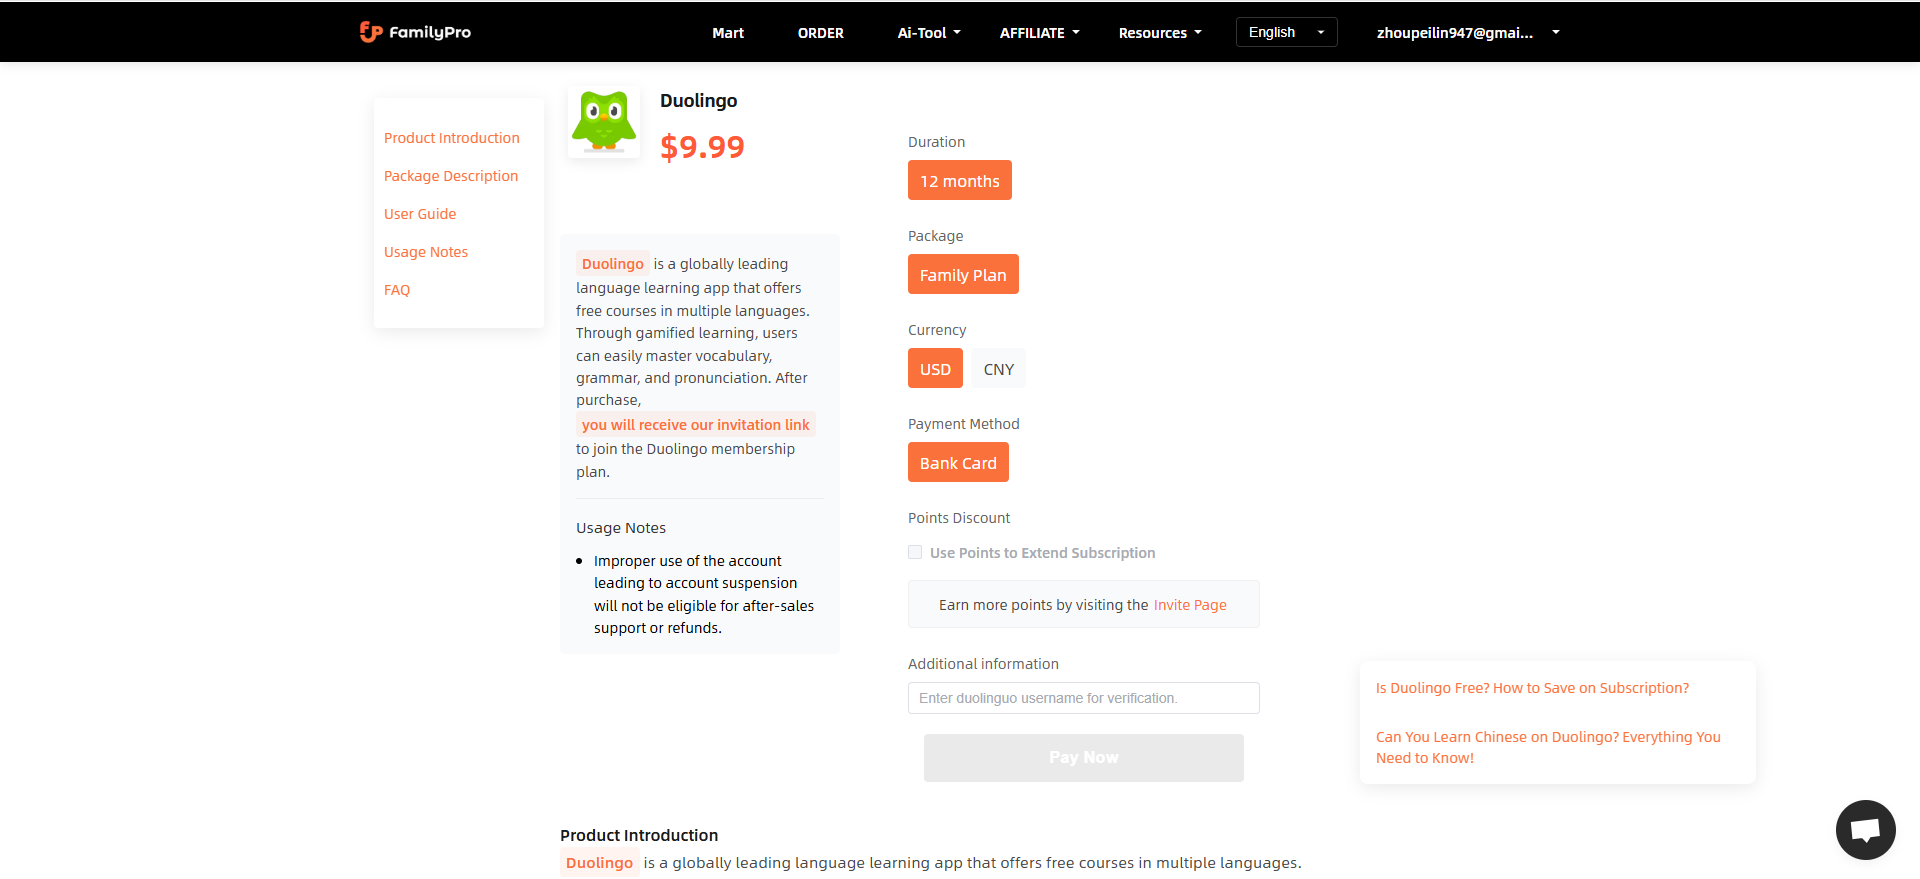 FamilyPro
Mart
ORDER
Ai-Tool
AFFILIATE
Resources
English
zhoupeilin947@gmai...
Product Introduction
Package Description
User Guide
Usage Notes
FAQ
Duolingo
$9.99
Duolingo is a globally leading
language learning app that offers
free courses in multiple languages.
Through gamified learning, users
can easily master vocabulary,
grammar, and pronunciation. After
purchase,
you will receive our invitation link
to join the Duolingo membership
plan.
Usage Notes
• Improper use of the account
leading to account suspension
will not be eligible for after-sales
support or refunds.
Duration
12 months
Package
Family Plan
Currency
USD
CNY
Payment Method
Bank Card
Points Discount
Use Points to Extend Subscription
Earn more points by visiting the Invite Page
Additional information
Enter duolinguo username for verification.
Pay Now
Is Duolingo Free? How to Save on Subscription?
Can You Learn Chinese on Duolingo? Everything You
Need to Know!
Product Introduction
Duolingo is a globally leading language learning app that offers free courses in multiple languages.